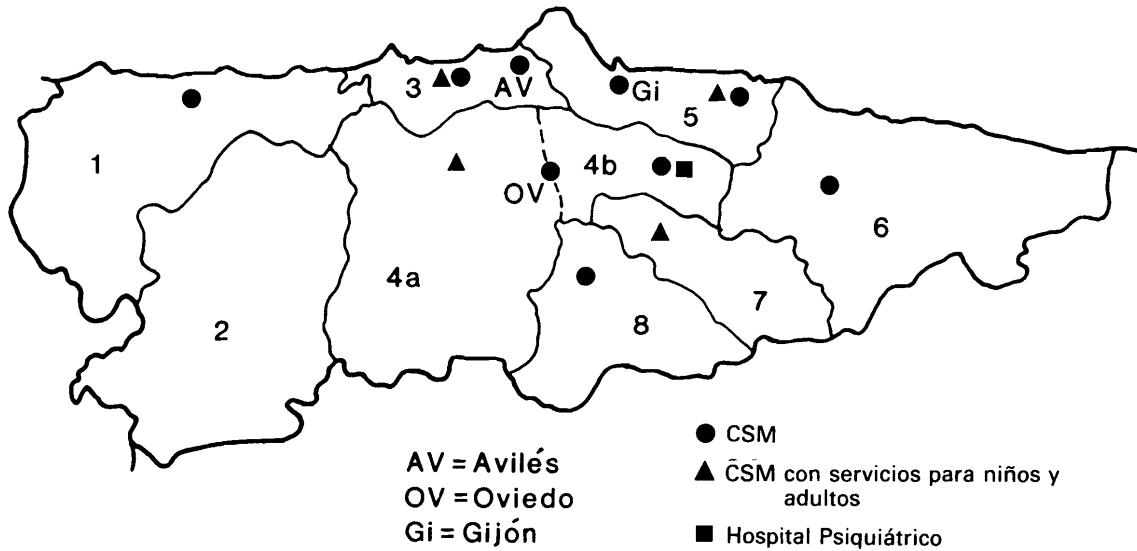 3
AV
Gi
5
1
4b
OV
6
4a
7
2
8
AV = Avilés
OV = Oviedo
Gi = Gijón
CSM
CSM con servicios para niños y
adultos
Hospital Psiquiátrico